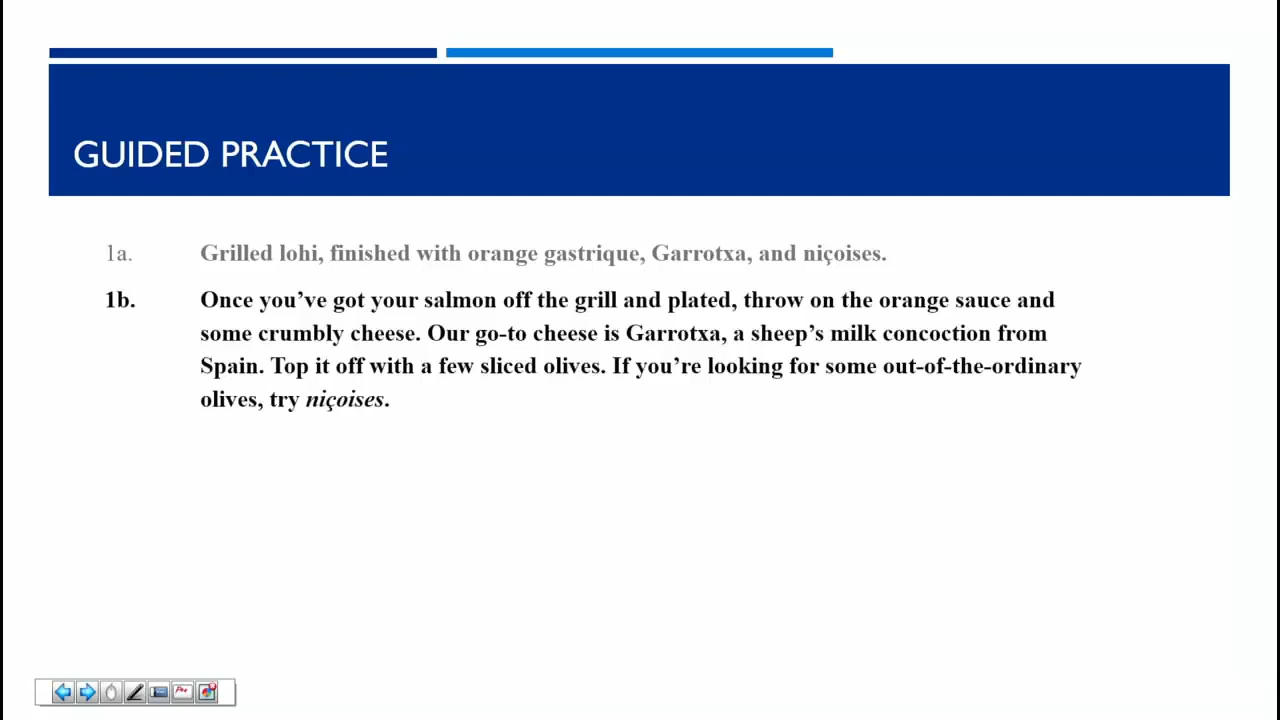 GUIDED PRACTICE
1a. Grilled lohi, finished with orange gastrique, Garrotxa, and niçoises.
1b. Once you’ve got your salmon off the grill and plated, throw on the orange sauce and
some crumbly cheese. Our go-to cheese is Garrotxa, a sheep’s milk concoction from
Spain. Top it off with a few sliced olives. If you’re looking for some out-of-the-ordinary
olives, try niçoises.